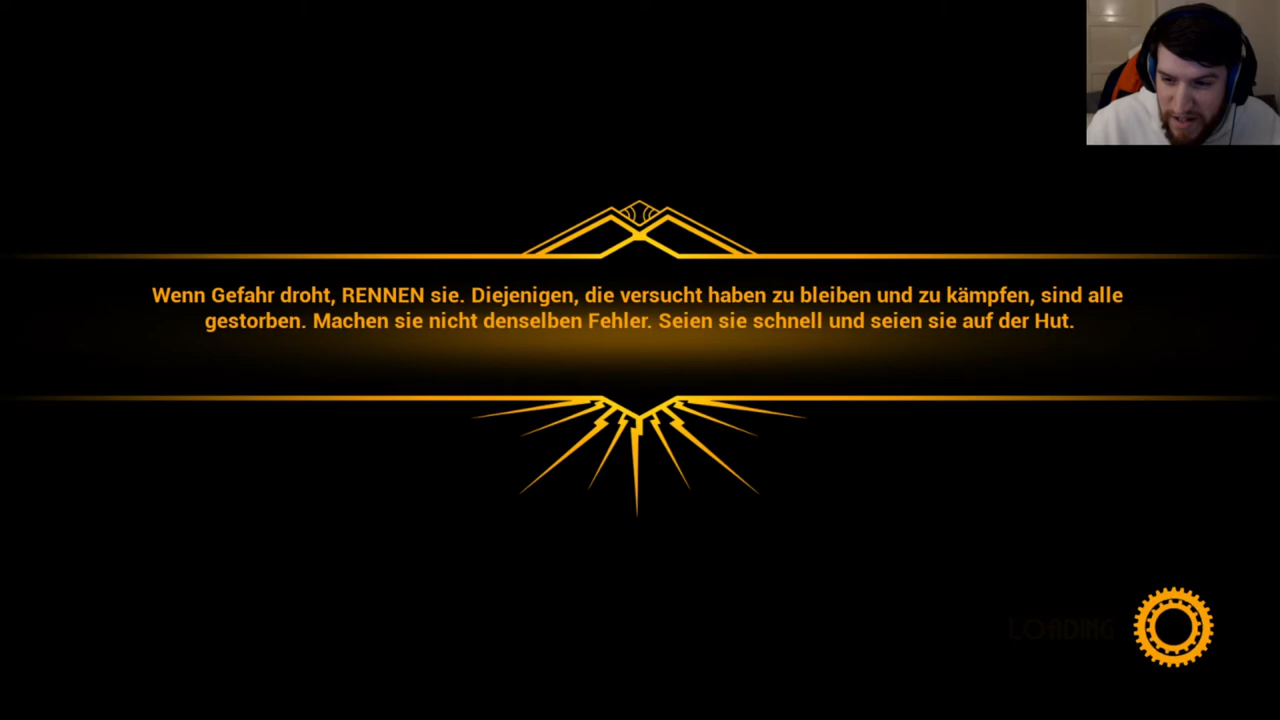 Wenn Gefahr droht, RENNEN sie. Diejenigen, die versucht haben zu bleiben und zu kämpfen, sind alle
gestorben. Machen sie nicht denselben Fehler. Seien sie schnell und seien sie auf der Hut.
LOADING